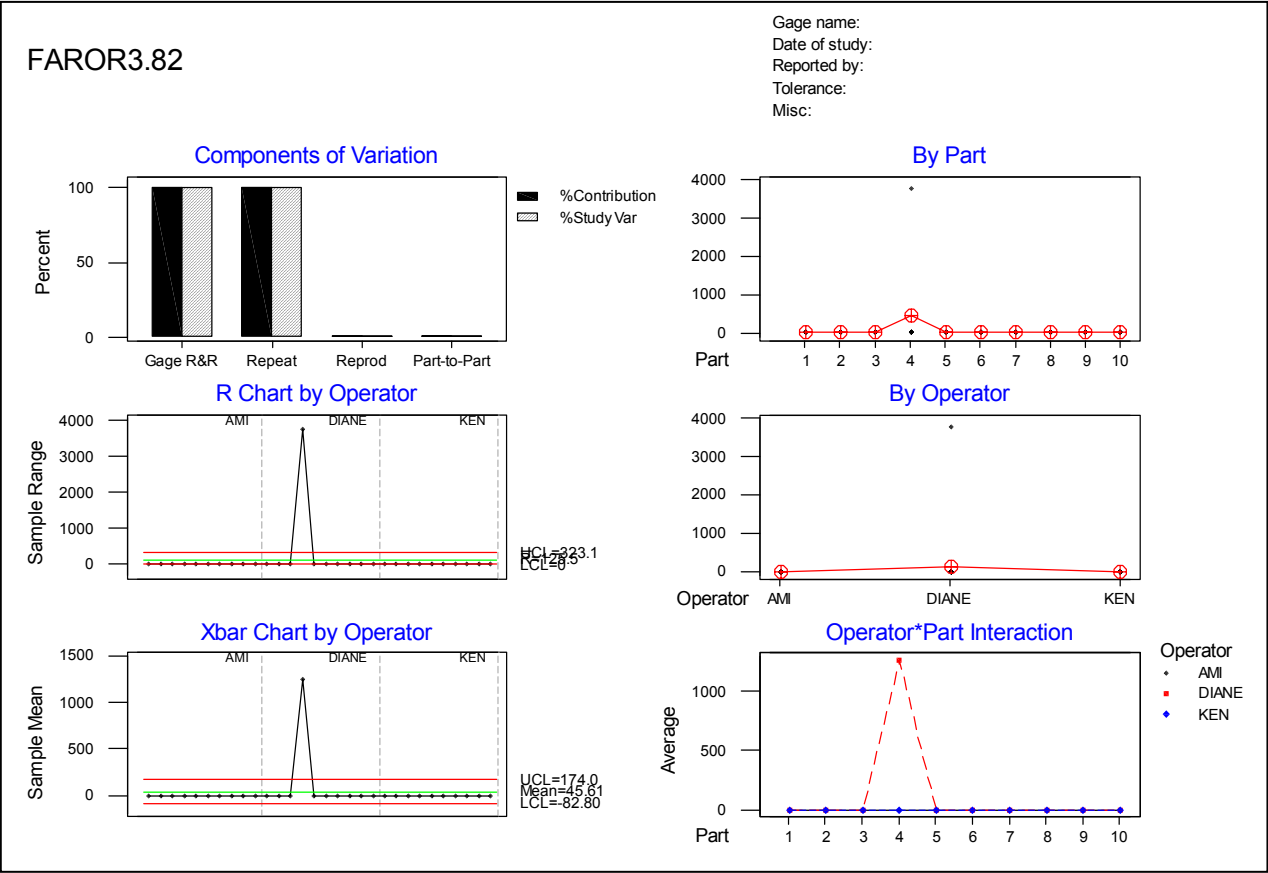 FAROR3.82
Gage name:
Date of study:
Reported by:
Tolerance:
Misc:
Components of Variation
100
50
0
Percent
Gage R&R Repeat Reprod Part-to-Part
%Contribution
%Study Var
By Part
4000
3000
2000
1000
0
Part 1 2 3 4 5 6 7 8 9 10
R Chart by Operator
AMI DIANE KEN
4000
3000
2000
1000
0
Sample Range
UCL=323.1
R=128.5
LCL=0
By Operator
4000
3000
2000
1000
0
Operator AMI DIANE KEN
Xbar Chart by Operator
AMI DIANE KEN
1500
1000
500
0
Sample Mean
UCL=174.0
Mean=45.61
LCL=-82.80
Operator*Part Interaction
1000
500
0
Average
Part 1 2 3 4 5 6 7 8 9 10
Operator
AMI
DIANE
KEN